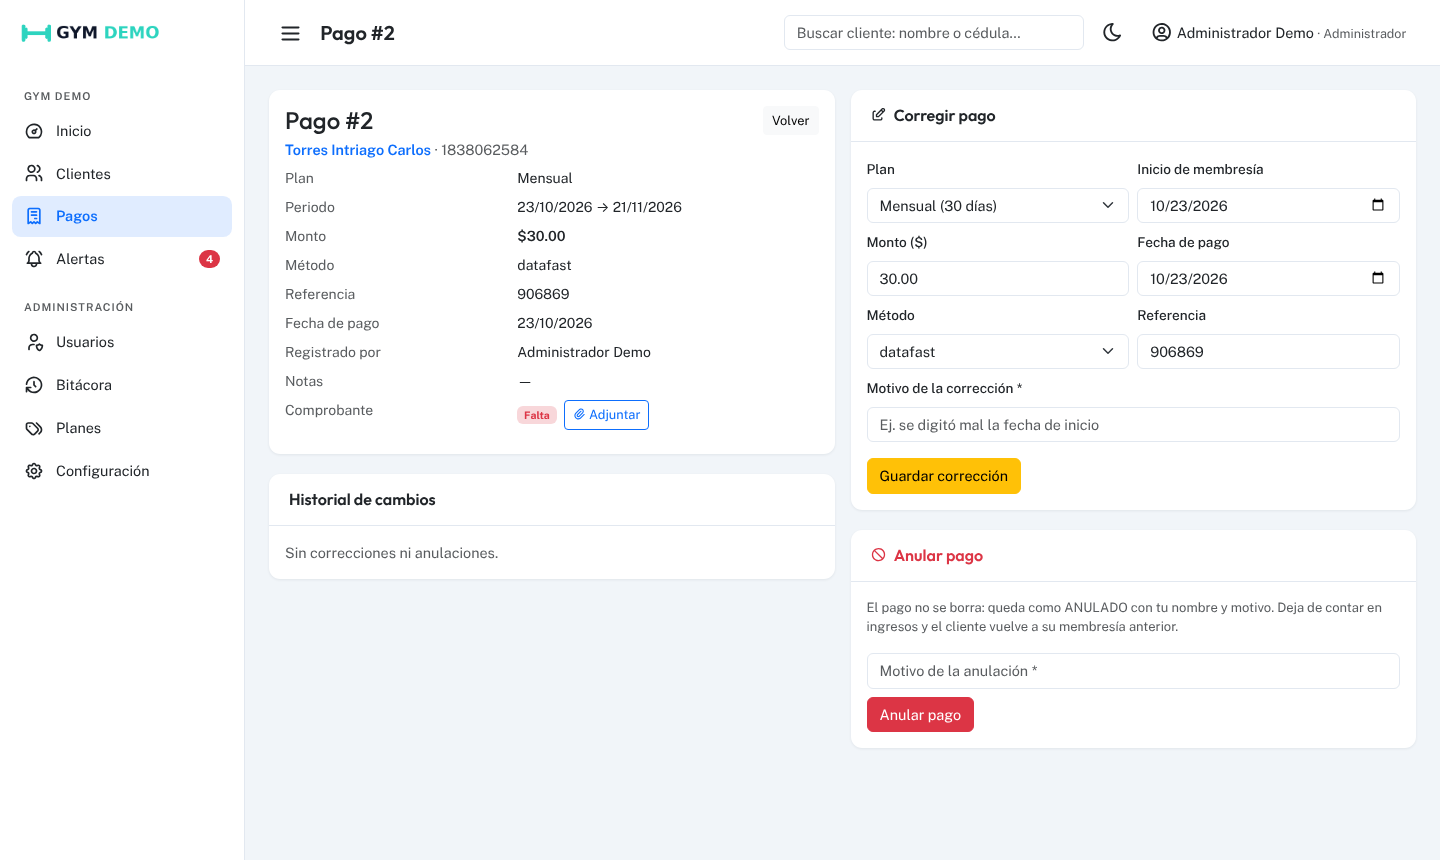 GYM DEMO
Pago #2
Buscar cliente: nombre o cédula...
Administrador Demo · Administrador
GYM DEMO
Inicio
Clientes
Pagos
Alertas
4
ADMINISTRACIÓN
Usuarios
Bitácora
Planes
Configuración
Pago #2
Volver
Torres Intriago Carlos · 1838062584
Plan Mensual
Periodo 23/10/2026 → 21/11/2026
Monto $30.00
Método datafast
Referencia 906869
Fecha de pago 23/10/2026
Registrado por Administrador Demo
Notas —
Comprobante Falta Adjuntar
Historial de cambios
Sin correcciones ni anulaciones.
Corregir pago
Plan Inicio de membresía
Mensual (30 días) 10/23/2026
Monto ($) Fecha de pago
30.00 10/23/2026
Método Referencia
datafast 906869
Motivo de la corrección *
Ej. se digitó mal la fecha de inicio
Guardar corrección
Anular pago
El pago no se borra: queda como ANULADO con tu nombre y motivo. Deja de contar en
ingresos y el cliente vuelve a su membresía anterior.
Motivo de la anulación *
Anular pago